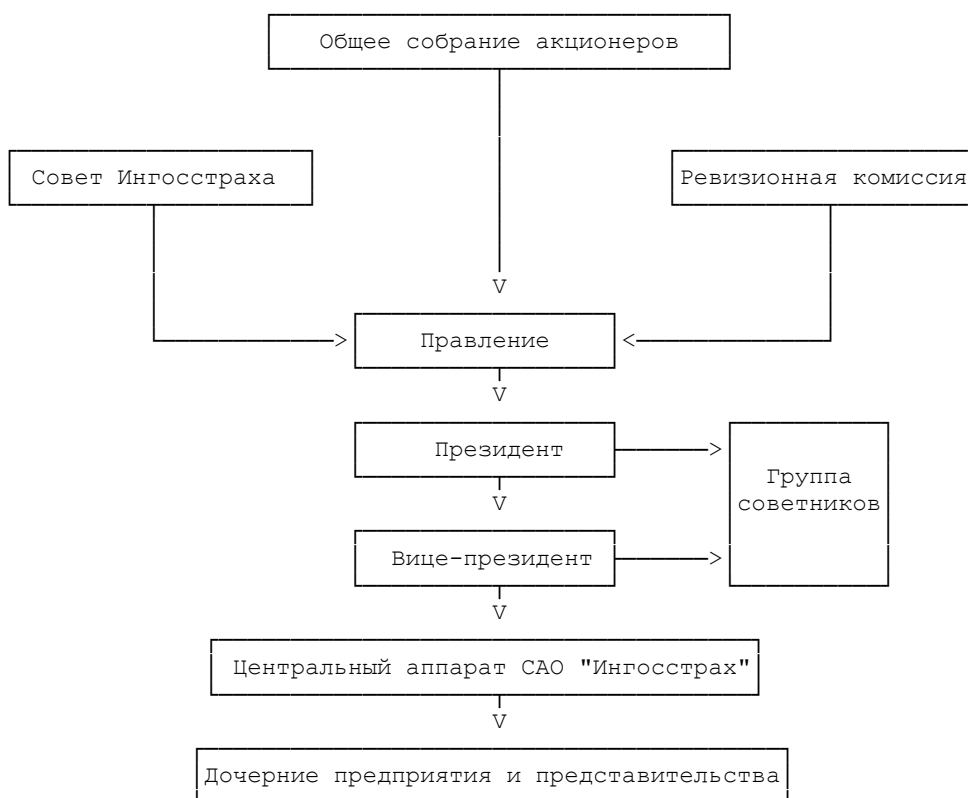 Общее собрание акционеров
Совет Ингосстраха
Ревизионная комиссия
Правление
Президент
Группа
советников
Вице-президент
Центральный аппарат САО "Ингосстрах"
Дочерние предприятия и представительства